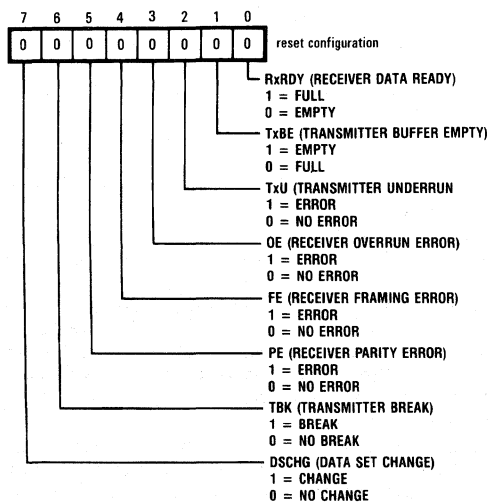 7 6 5 4 3 2 1 0
0 0 0 0 0 0 0 0 reset configuration
RxRDY (RECEIVER DATA READY)
1 = FULL
0 = EMPTY
TxBE (TRANSMITTER BUFFER EMPTY)
1 = EMPTY
0 = FULL
TxU (TRANSMITTER UNDERRUN
1 = ERROR
0 = NO ERROR
OE (RECEIVER OVERRUN ERROR)
1 = ERROR
0 = NO ERROR
FE (RECEIVER FRAMING ERROR)
1 = ERROR
0 = NO ERROR
PE (RECEIVER PARITY ERROR)
1 = ERROR
0 = NO ERROR
TBK (TRANSMITTER BREAK)
1 = BREAK
0 = NO BREAK
DSCHG (DATA SET CHANGE)
1 = CHANGE
0 = NO CHANGE